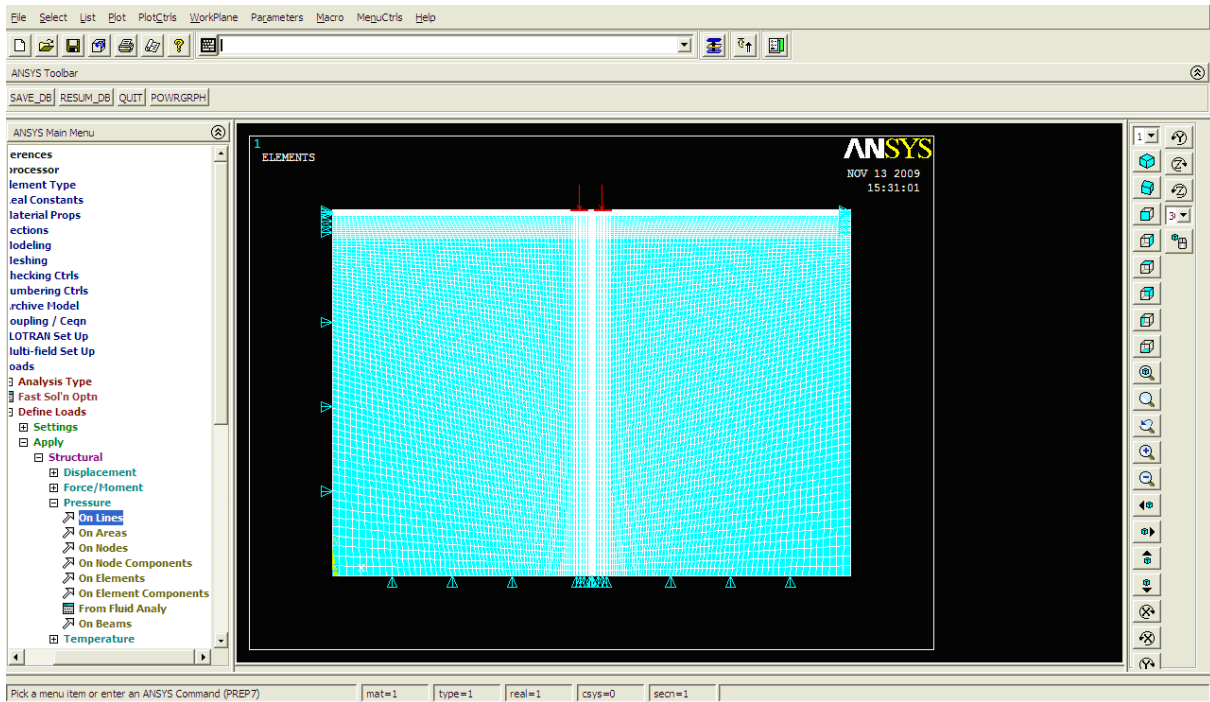 File Select List Plot PlotCtrls WorkPlane Parameters Macro MenuCtrls Help
ANSYS Toolbar
SAVE_DB RESUM_DB QUIT POWRGRPH
ANSYS Main Menu
erences
rocessor
lement Type
eal Constants
laterial Props
ections
lodeling
leshing
hecking Ctrls
umbering Ctrls
rchive Model
oupling / Ceqn
LOTRAN Set Up
lulti-field Set Up
oads
Analysis Type
Fast Sol'n Optn
Define Loads
Settings
Apply
Structural
Displacement
Force/Moment
Pressure
On Lines
On Areas
On Nodes
On Node Components
On Elements
On Element Components
From Fluid Analy
On Beams
Temperature
1
ELEMENTS
ANSYS
NOV 13 2009
15:31:01
1
Pick a menu item or enter an ANSYS Command (PREP7) mat=1 type=1 real=1 csys=0 secn=1